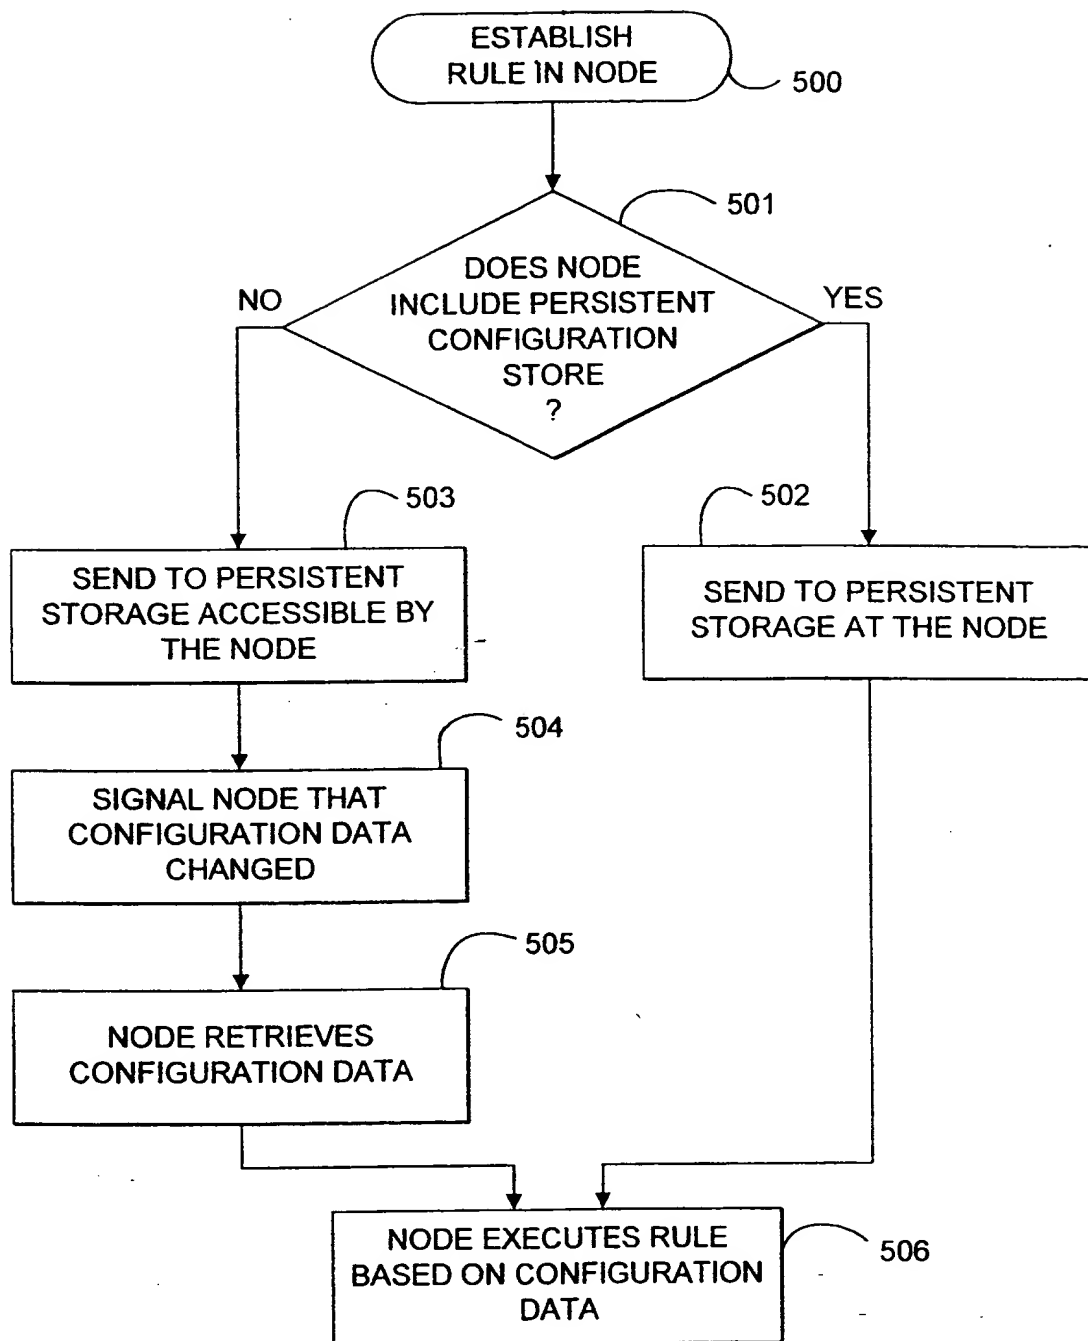 ESTABLISH
RULE IN NODE
500
501
DOES NODE
INCLUDE PERSISTENT
CONFIGURATION
STORE
?
NO
YES
503
502
SEND TO PERSISTENT
STORAGE ACCESSIBLE BY
THE NODE
SEND TO PERSISTENT
STORAGE AT THE NODE
504
SIGNAL NODE THAT
CONFIGURATION DATA
CHANGED
505
NODE RETRIEVES
CONFIGURATION DATA
NODE EXECUTES RULE
BASED ON CONFIGURATION
DATA
506